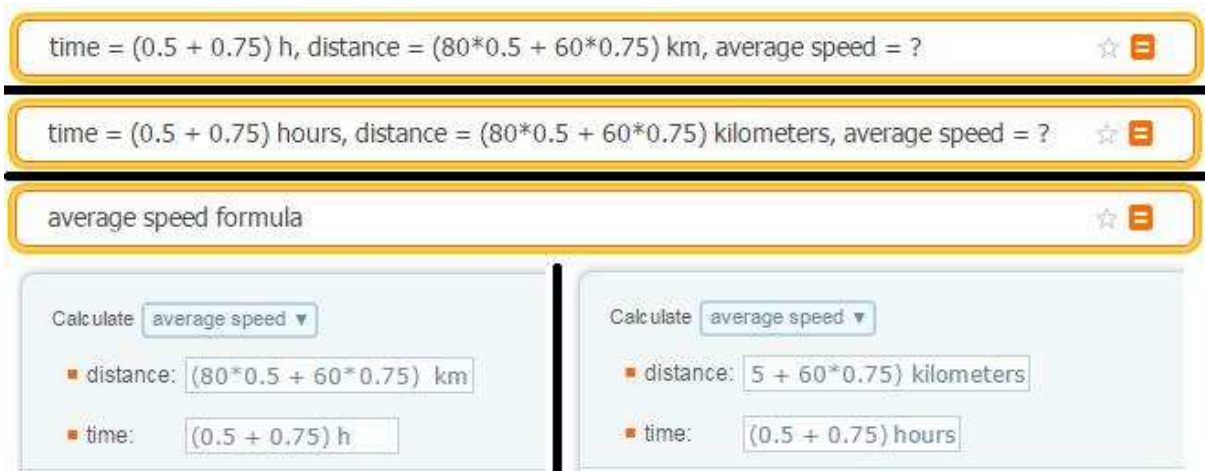 time = (0.5 + 0.75) h, distance = (80*0.5 + 60*0.75) km, average speed = ?
time = (0.5 + 0.75) hours, distance = (80*0.5 + 60*0.75) kilometers, average speed = ?
average speed formula
Calculate average speed ▼
distance: (80*0.5 + 60*0.75) km
time: (0.5 + 0.75) h
Calculate average speed ▼
distance: 5 + 60*0.75) kilometers
time: (0.5 + 0.75) hours